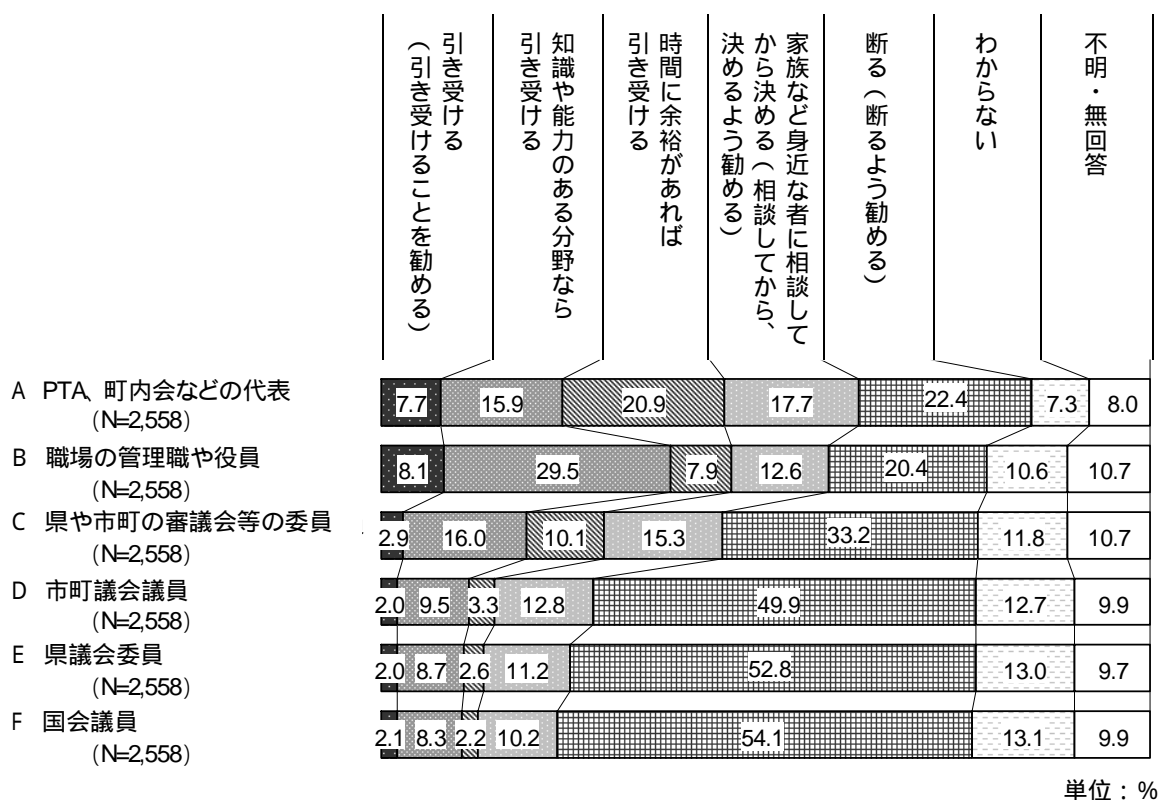 引き受ける
（引き受けることを勧める）
知識や能力のある分野なら
引き受ける
時間に余裕があれば
引き受ける
家族など身近な者に相談して
から決める（相談してから、
決めるよう勧める）
断る（断るよう勧める）
わからない
不明・無回答
A PTA、町内会などの代表
(N=2,558)
7.7 15.9 20.9 17.7 22.4 7.3 8.0
B 職場の管理職や役員
(N=2,558)
8.1 29.5 7.9 12.6 20.4 10.6 10.7
C 県や市町の審議会等の委員
(N=2,558)
2.9 16.0 10.1 15.3 33.2 11.8 10.7
D 市町議会議員
(N=2,558)
2.0 9.5 3.3 12.8 49.9 12.7 9.9
E 県議会委員
(N=2,558)
2.0 8.7 2.6 11.2 52.8 13.0 9.7
F 国会議員
(N=2,558)
2.1 8.3 2.2 10.2 54.1 13.1 9.9
単位：%